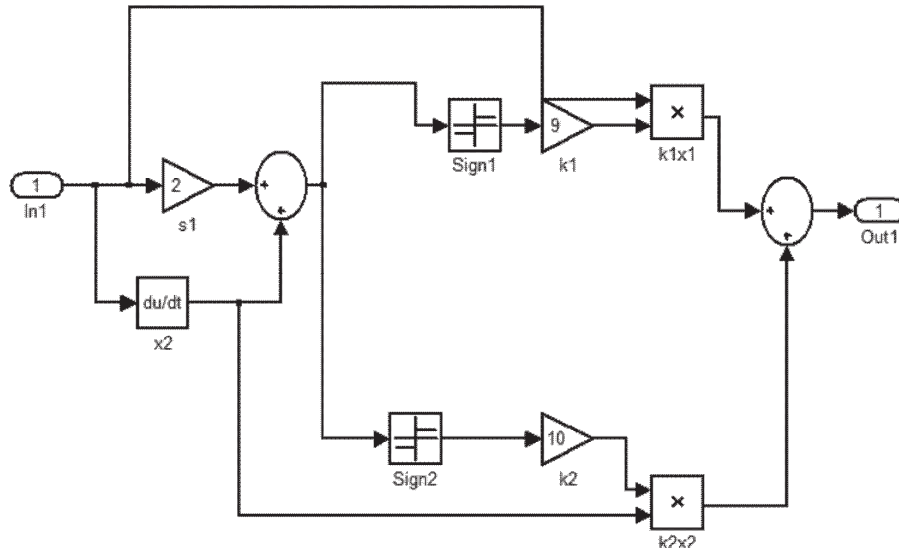 9
×
Sign1
k1
k1x1
1
In1
2
s1
+
+
+
+
1
Out1
du/dt
x2
10
Sign2
k2
×
k2x2